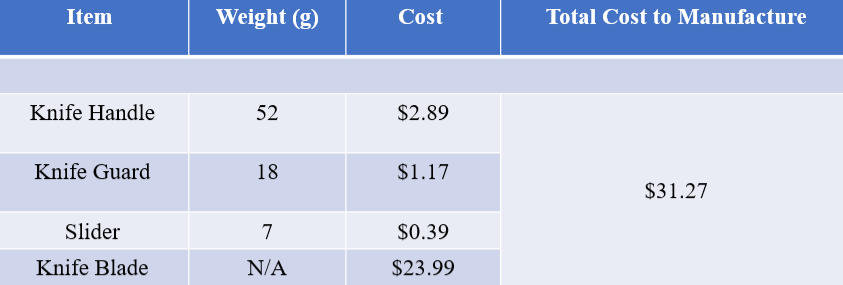 Item Weight (g) Cost Total Cost to Manufacture
Knife Handle 52 $2.89
Knife Guard 18 $1.17
$31.27
Slider 7 $0.39
Knife Blade N/A $23.99